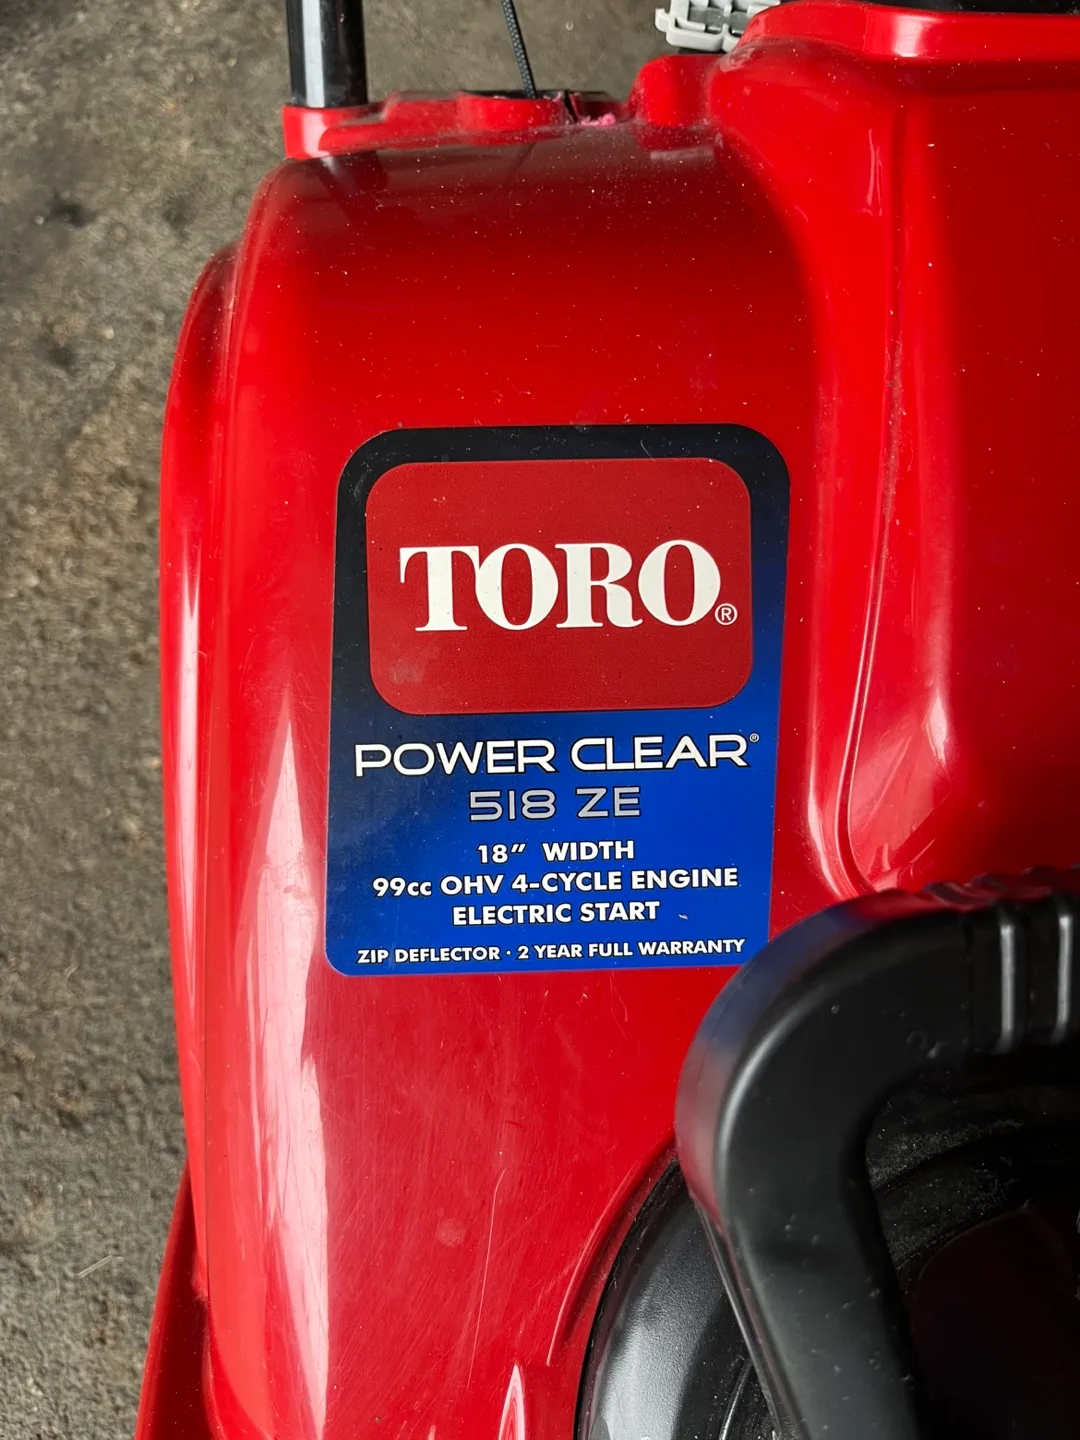 TORO®
POWER CLEAR®
518 ZE
18" WIDTH
99cc OHV 4-CYCLE ENGINE
ELECTRIC START
ZIP DEFLECTOR · 2 YEAR FULL WARRANTY